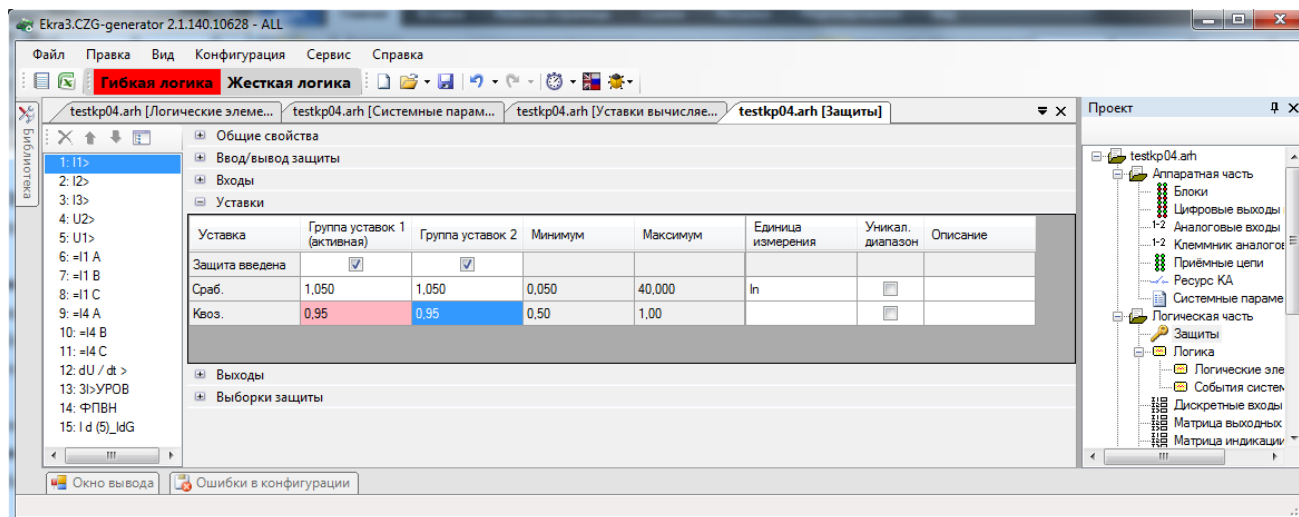 Ekra3.CZG-generator 2.1.140.10628 - ALL
Файл Правка Вид Конфигурация Сервис Справка
Гибкая логика Жесткая логика
testkp04.arh [Логические элеме... testkp04.arh [Системные парам... testkp04.arh [Уставки вычисляе... testkp04.arh [Защиты]
Библиотека
1: I1>
2: I2>
3: I3>
4: U2>
5: U1>
6: =I1 A
7: =I1 B
8: =I1 C
9: =I4 A
10: =I4 B
11: =I4 C
12: dU / dt >
13: 3I>УРОВ
14: ФПВН
15: I d (5)_IdG
Общие свойства
Ввод/вывод защиты
Входы
Уставки
Уставка Группа уставок 1 (активная) Группа уставок 2 Минимум Максимум Единица измерения Уникал. диапазон Описание
Защита введена
Сраб. 1,050 1,050 0,050 40,000 In
Квоз. 0,95 0,95 0,50 1,00
Выходы
Выборки защиты
Проект
testkp04.arh
Аппаратная часть
Блоки
Цифровые выходы
Аналоговые входы
Клеммник аналогов
Приёмные цепи
Ресурс КА
Системные параме
Логическая часть
Защиты
Логика
Логические эле
События систем
Дискретные входы
Матрица выходных
Матрица индикации
Окно вывода Ошибки в конфигурации